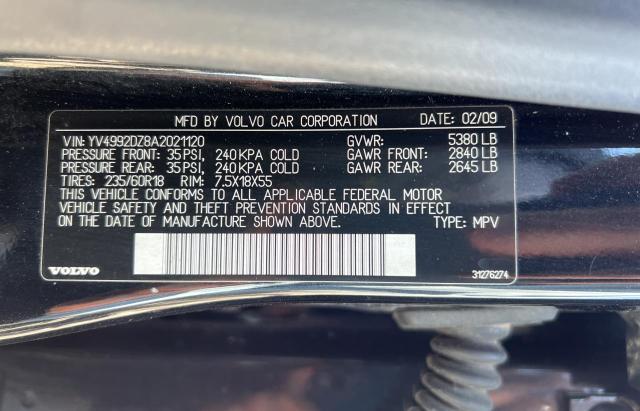 MFD BY VOLVO CAR CORPORATION DATE: 02/09
VIN: YV4992DZ8A2021120 GVWR: 5380 LB
PRESSURE FRONT: 35 PSI, 240 KPA COLD GAWR FRONT: 2840 LB
PRESSURE REAR: 35 PSI, 240 KPA COLD GAWR REAR: 2645 LB
TIRES: 235/60R18 RIM: 7.5X18X55
THIS VEHICLE CONFORMS TO ALL APPLICABLE FEDERAL MOTOR
VEHICLE SAFETY AND THEFT PREVENTION STANDARDS IN EFFECT
ON THE DATE OF MANUFACTURE SHOWN ABOVE. TYPE: MPV
VOLVO 31276274